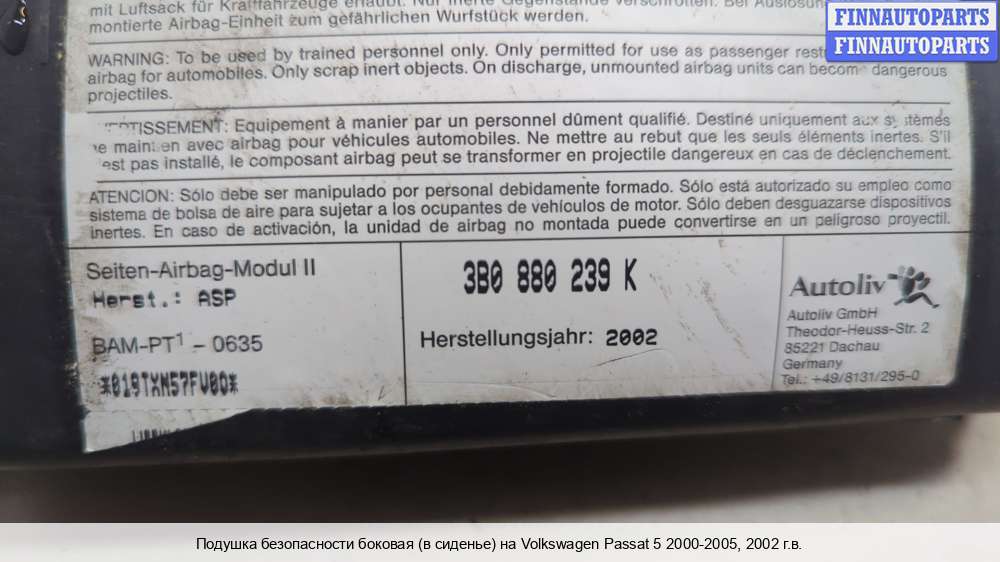 mit Luftsack für Kraftfahrzeuge erlaubt. Nur inerte Gegenstände verschrotten. Bei
montierte Airbag-Einheit zum gefährlichen Wurfstück werden.
FINNAUTOPARTS
FINNAUTOPARTS
WARNING: To be used by trained personnel only. Only permitted for use as passenger
airbag for automobiles. Only scrap inert objects. On discharge, unmounted airbag units can become dangerous
projectiles.
Equipement à manier par un personnel dûment qualifié. Destiné uniquement aux
avec airbag pour véhicules automobiles. Ne mettre au rebut que les seuls éléments inertes. S'il
pas installé, le composant airbag peut se transformer en projectile dangereux en cas de déclenchement.
ATENCION: Sólo debe ser manipulado por personal debidamente formado. Sólo está autorizado su empleo como
sistema de bolsa de aire para sujetar a los ocupantes de vehículos de motor. Sólo deben desguazarse dispositivos
inertes. En caso de activación, la unidad de airbag no montada puede convertirse en un peligroso proyectil.
Seiten-Airbag-Modul II
Herst.: ASP
BAM-PT¹ - 0635
3B0 880 239 K
Herstellungsjahr: 2002
Autoliv
Autoliv GmbH
Theodor-Heuss-Str. 2
85221 Dachau
Germany
Tel.: +49/8131/295-0
Подушка безопасности боковая (в сиденье) на Volkswagen Passat 5 2000-2005, 2002 г.в.